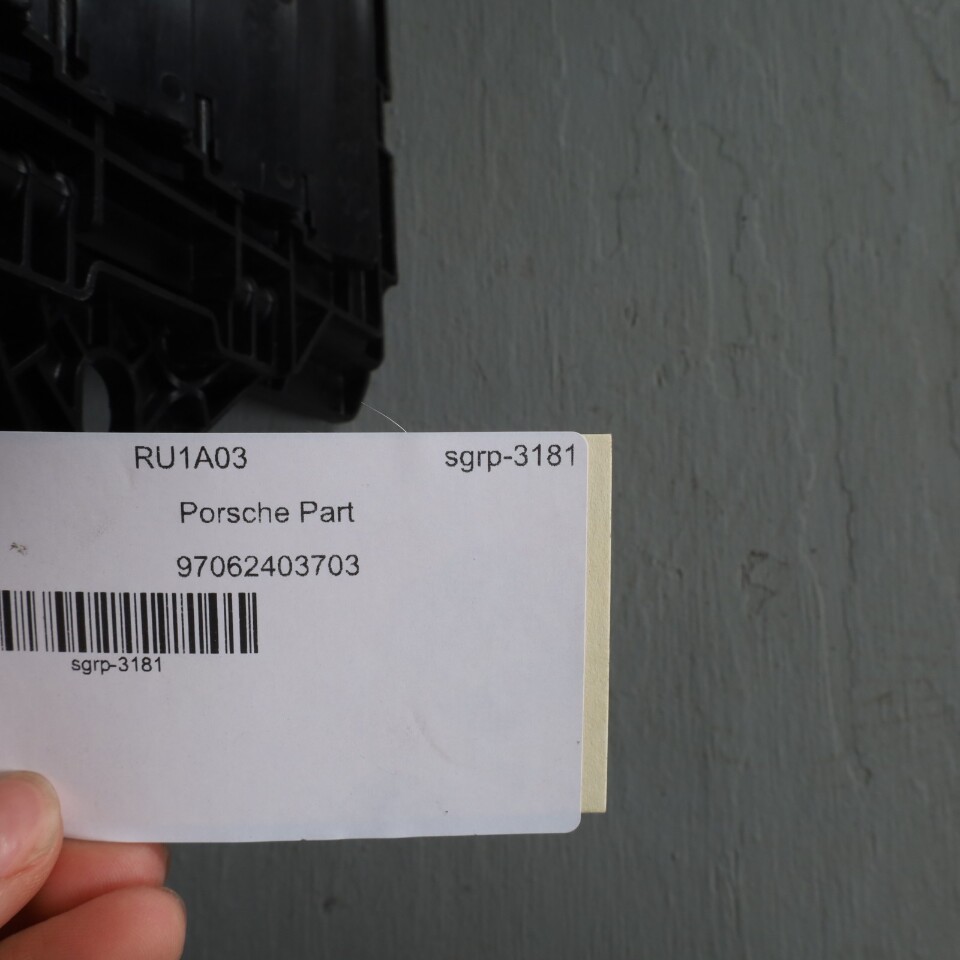 RU1A03 sgrp-3181
Porsche Part
97062403703
sgrp-3181